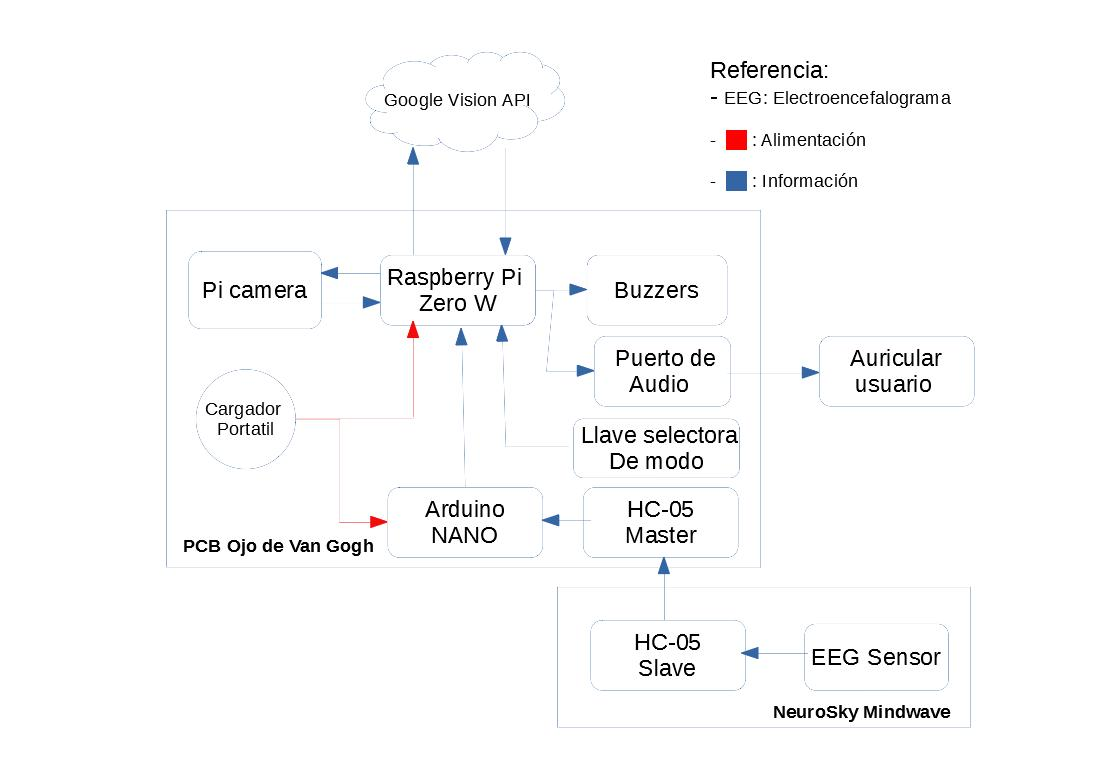 Google Vision API
Referencia:
- EEG: Electroencefalograma
- : Alimentación
- : Información
Pi camera
Raspberry Pi
Zero W
Buzzers
Puerto de
Audio
Auricular
usuario
Cargador
Portatil
Llave selectora
De modo
Arduino
NANO
HC-05
Master
PCB Ojo de Van Gogh
HC-05
Slave
EEG Sensor
NeuroSky Mindwave